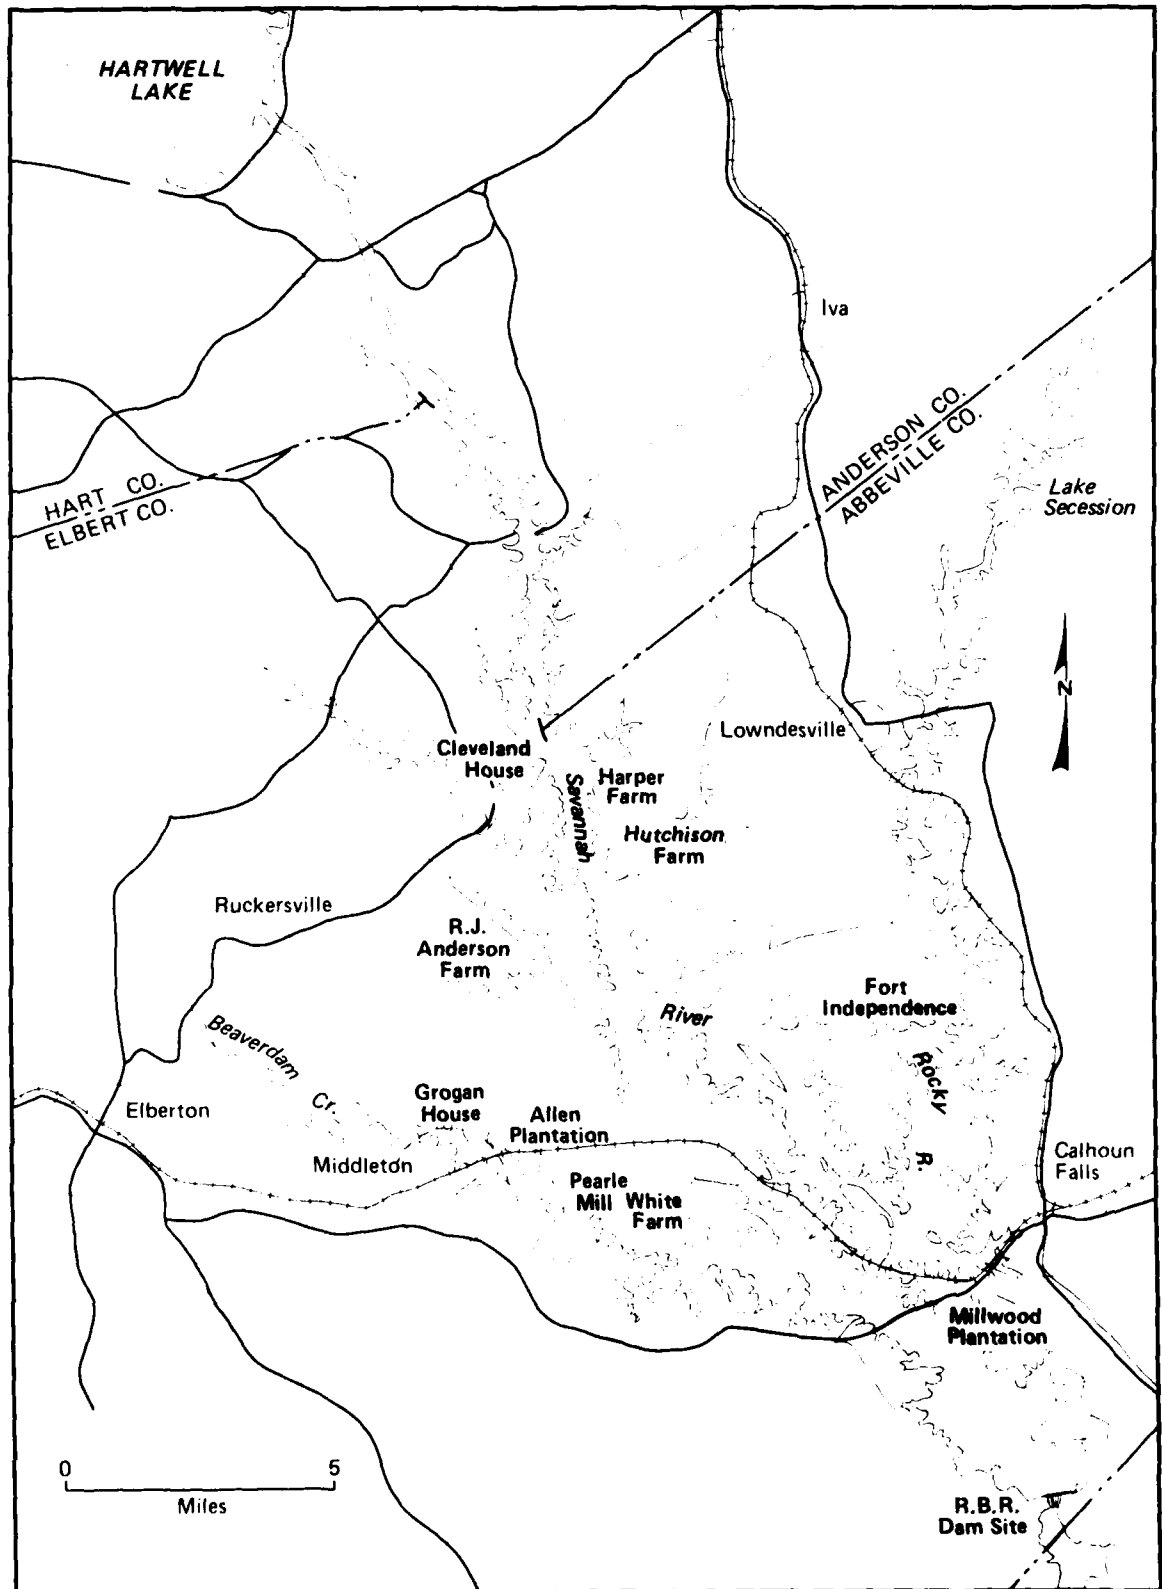 HARTWELL
LAKE
Iva
ANDERSON CO.
ABBEVILLE CO.
HART CO.
ELBERT CO.
Lake
Secession
N
Lowndesville
Cleveland
House
Savannah
Harper
Farm
Hutchison
Farm
Ruckersville
R.J.
Anderson
Farm
River
Fort
Independence
Beaverdam
Cr.
Rocky
R.
Grogan
House
Elberton
Allen
Plantation
Middleton
Calhoun
Falls
Pearle
Mill
White
Farm
Millwood
Plantation
0 5
Miles
R.B.R.
Dam Site